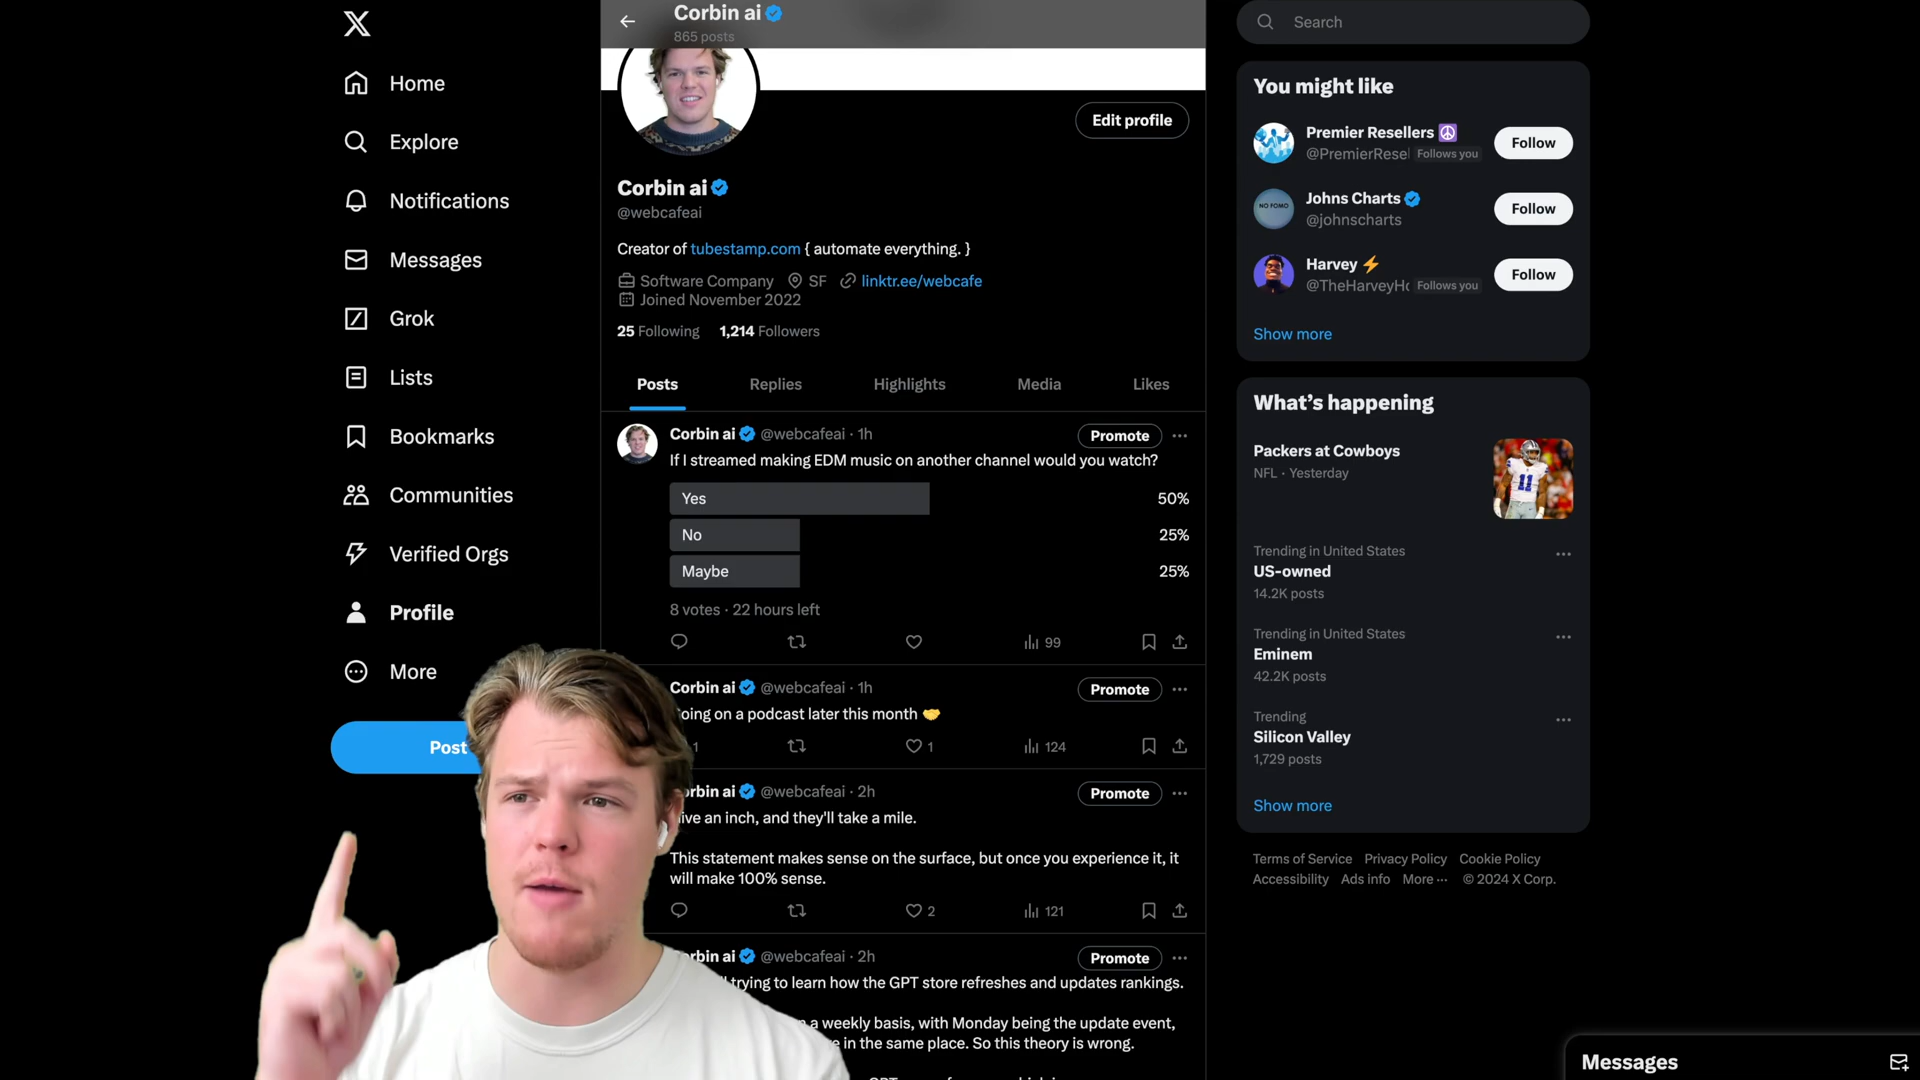 Home
Explore
Notifications
Messages
Grok
Lists
Bookmarks
Communities
Verified Orgs
Profile
More
Post
Corbin ai
865 posts
Edit profile
Corbin ai
@webcafeai
Creator of tubestamp.com { automate everything. }
Software Company SF linktr.ee/webcafe
Joined November 2022
25 Following 1,214 Followers
Posts Replies Highlights Media Likes
Corbin ai @webcafeai · 1h Promote
If I streamed making EDM music on another channel would you watch?
Yes 50%
No 25%
Maybe 25%
8 votes · 22 hours left
99
Corbin ai @webcafeai · 1h Promote
oing on a podcast later this month 🤝
1 1 124
rbin ai @webcafeai · 2h Promote
ive an inch, and they'll take a mile.
This statement makes sense on the surface, but once you experience it, it
will make 100% sense.
2 121
rbin ai @webcafeai · 2h Promote
trying to learn how the GPT store refreshes and updates rankings.
a weekly basis, with Monday being the update event,
in the same place. So this theory is wrong.
Search
You might like
Premier Resellers ☮
@PremierResel Follows you
Follow
NO FOMO
Johns Charts
@johnscharts
Follow
Harvey ⚡
@TheHarveyHo Follows you
Follow
Show more
What's happening
Packers at Cowboys
NFL · Yesterday
11
Trending in United States
US-owned
14.2K posts
Trending in United States
Eminem
42.2K posts
Trending
Silicon Valley
1,729 posts
Show more
Terms of Service Privacy Policy Cookie Policy
Accessibility Ads info More ··· © 2024 X Corp.
Messages